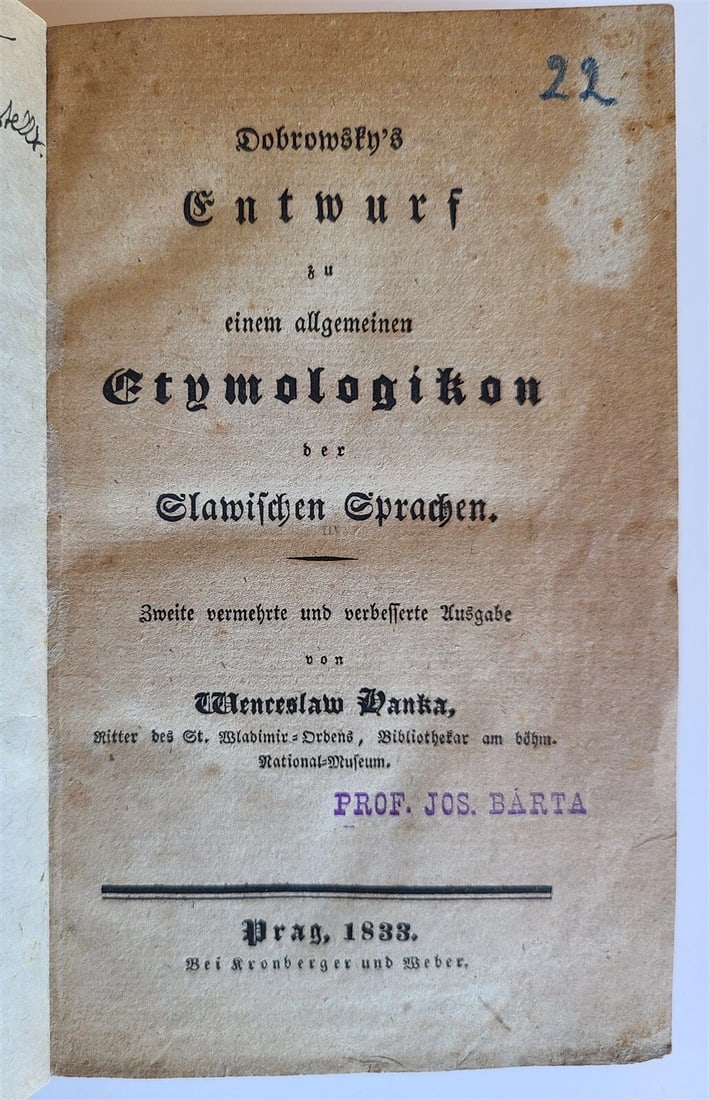 22
Dobrowsky's
Entwurf
zu
einem allgemeinen
Etymologikon
der
Slawischen Sprachen.
Zweite vermehrte und verbesserte Ausgabe
von
Wenceslaw Hanka,
Ritter des St. Wladimir-Ordens, Bibliothekar am böhm.
National-Museum.
PROF. JOS. BÁRTA
Prag, 1833.
Bei Kronberger und Weber.